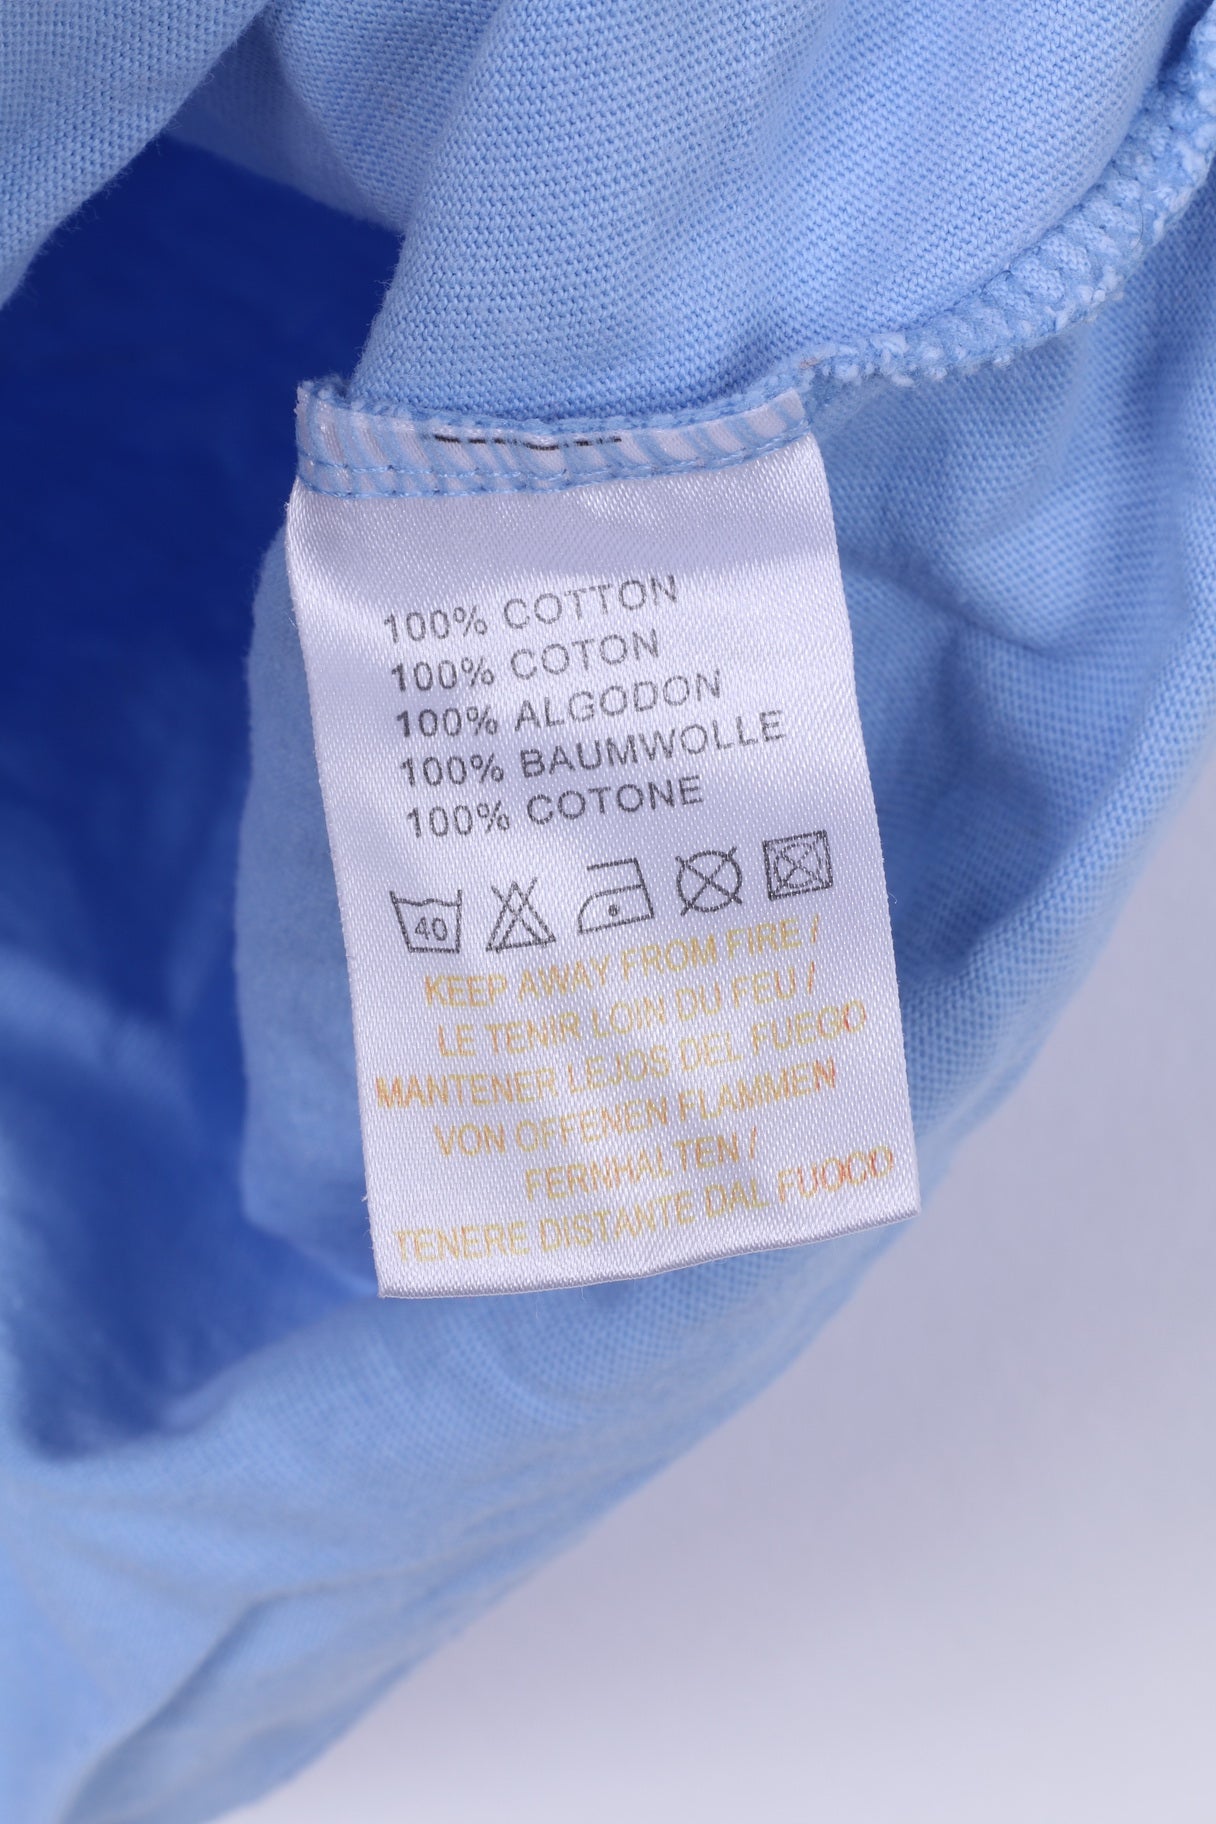 100% COTTON
100% COTON
100% ALGODON
100% BAUMWOLLE
100% COTONE
40
KEEP AWAY FROM FIRE /
LE TENIR LOIN DU FEU /
MANTENER LEJOS DEL FUEGO
VON OFFENEN FLAMMEN
FERNHALTEN /
TENERE DISTANTE DAL FUOCO